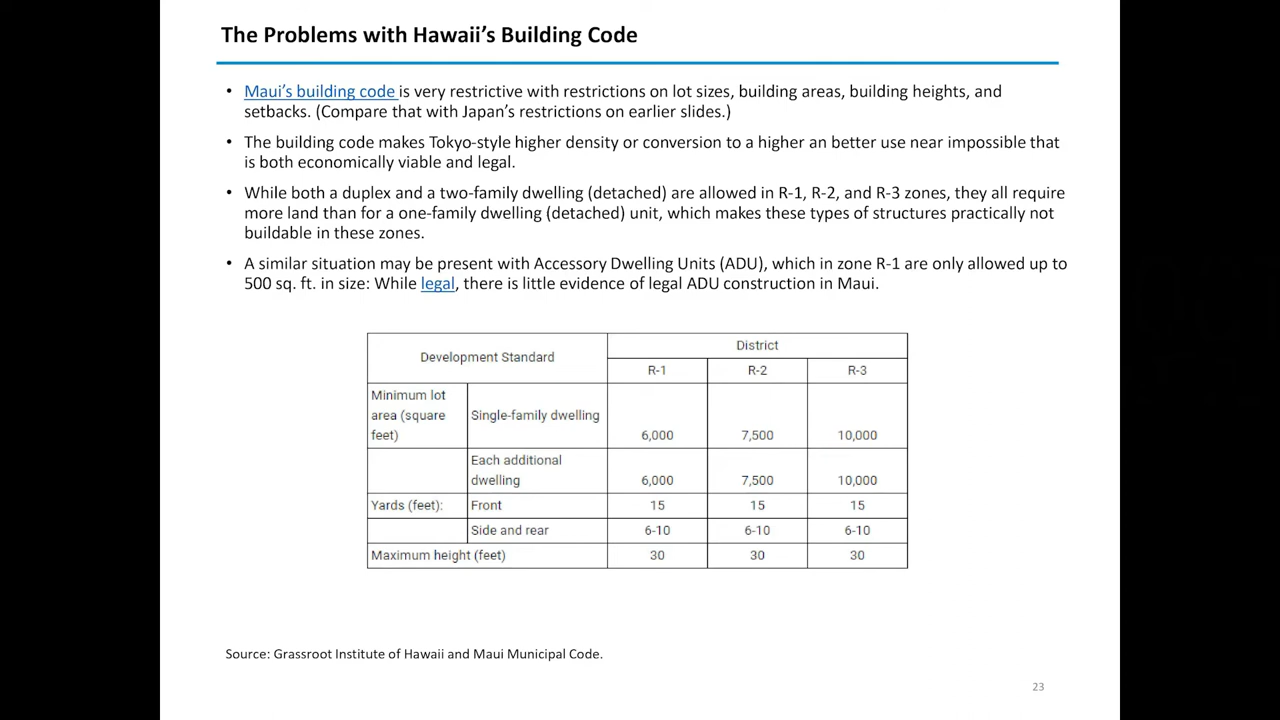 The Problems with Hawaii's Building Code
• Maui's building code is very restrictive with restrictions on lot sizes, building areas, building heights, and
setbacks. (Compare that with Japan's restrictions on earlier slides.)
• The building code makes Tokyo-style higher density or conversion to a higher an better use near impossible that
is both economically viable and legal.
• While both a duplex and a two-family dwelling (detached) are allowed in R-1, R-2, and R-3 zones, they all require
more land than for a one-family dwelling (detached) unit, which makes these types of structures practically not
buildable in these zones.
• A similar situation may be present with Accessory Dwelling Units (ADU), which in zone R-1 are only allowed up to
500 sq. ft. in size: While legal, there is little evidence of legal ADU construction in Maui.
Development Standard District
R-1 R-2 R-3
Minimum lot
area (square
feet) Single-family dwelling 6,000 7,500 10,000
Each additional
dwelling 6,000 7,500 10,000
Yards (feet): Front 15 15 15
Side and rear 6-10 6-10 6-10
Maximum height (feet) 30 30 30
Source: Grassroot Institute of Hawaii and Maui Municipal Code.
23